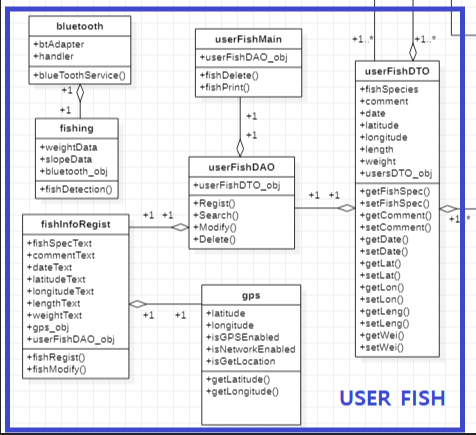 bluetooth
+btAdapter
+handler
+blueToothService()
+1
+1
fishing
+weightData
+slopeData
+bluetooth_obj
+fishDetection()
userFishMain
+userFishDAO_obj
+fishDelete()
+fishPrint()
+1
+1
userFishDAO
+userFishDTO_obj
+Regist()
+Search()
+Modify()
+Delete()
+1 +1
+1 +1
fishInfoRegist
+fishSpecText
+commentText
+dateText
+latitudeText
+longitudeText
+lengthText
+weightText
+gps_obj
+userFishDAO_obj
+fishRegist()
+fishModify()
+1 +1
gps
+latitude
+longitude
+isGPSEnabled
+isNetworkEnabled
+isGetLocation
+getLatitude()
+getLongitude()
+1..* +1..*
userFishDTO
+fishSpecies
+comment
+date
+latitude
+longitude
+length
+weight
+usersDTO_obj
+getFishSpec()
+setFishSpec()
+getComment()
+setComment()
+getDate()
+setDate()
+getLat()
+setLat()
+getLon()
+setLon()
+getLeng()
+setLeng()
+getWei()
+setWei()
+1..*
USER FISH